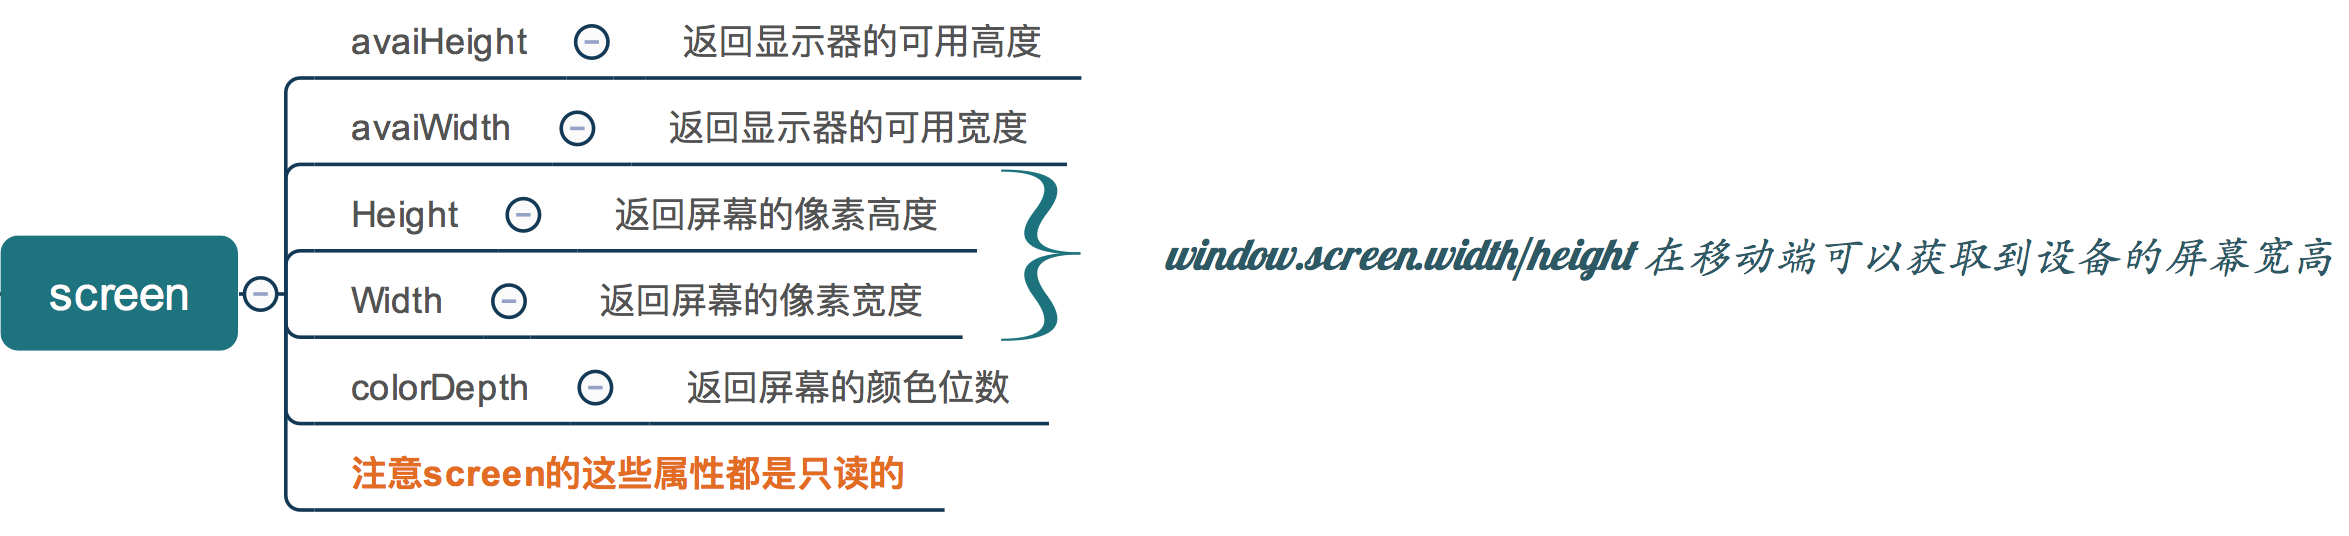 avaiHeight 返回显示器的可用高度
avaiWidth 返回显示器的可用宽度
Height 返回屏幕的像素高度
window.screen.width/height 在移动端可以获取到设备的屏幕宽高
screen
Width 返回屏幕的像素宽度
colorDepth 返回屏幕的颜色位数
注意screen的这些属性都是只读的